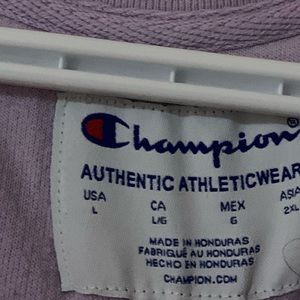 Champion®
AUTHENTIC ATHLETICWEAR
USA CA MEX ASIA
L L/G G 2XL
MADE IN HONDURAS
FABRIQUÉ AU HONDURAS
HECHO EN HONDURAS
CHAMPION.COM